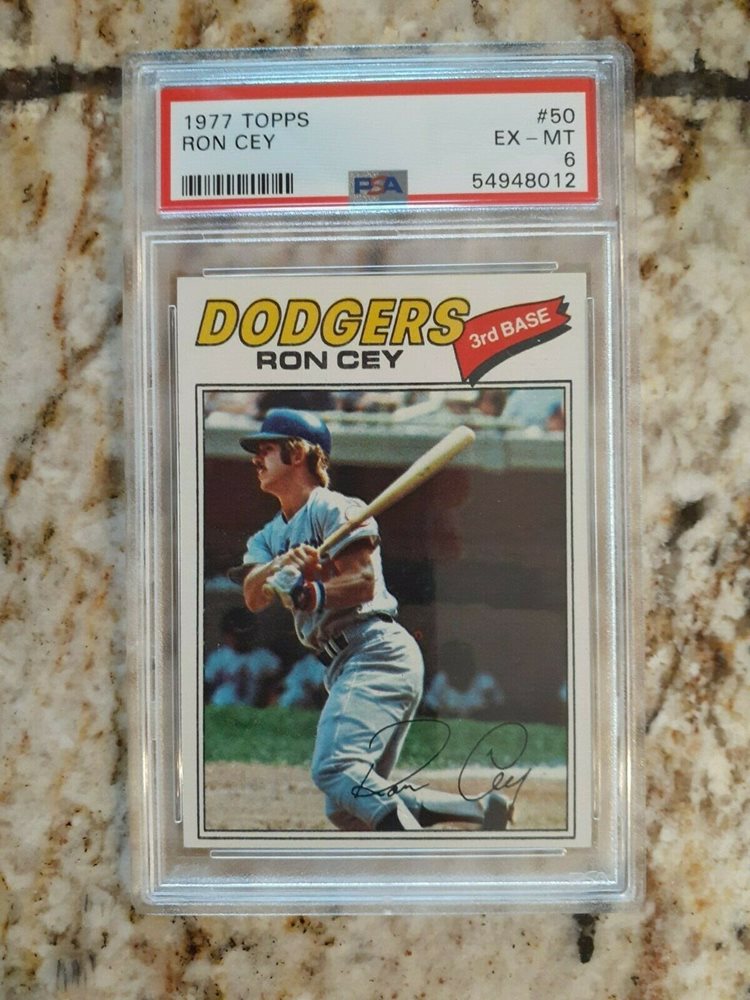 1977 TOPPS #50
RON CEY EX - MT
6
PSA 54948012
DODGERS
3rd BASE
RON CEY
Ron Cey